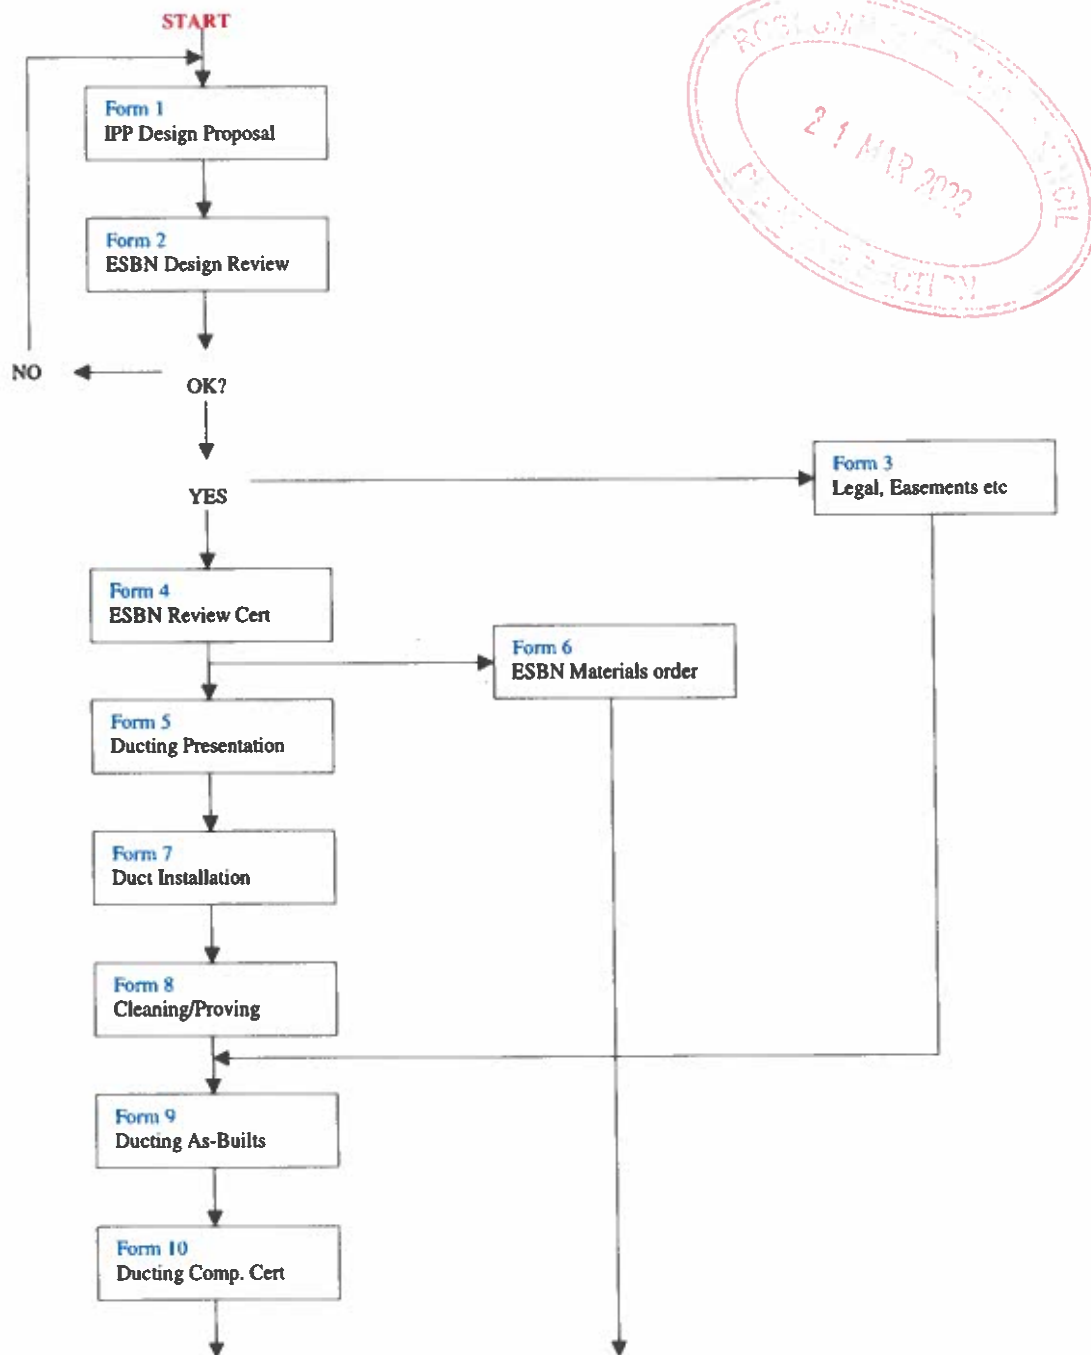 START
Form 1
IPP Design Proposal
Form 2
ESBN Design Review
NO
OK?
YES
Form 3
Legal, Easements etc
Form 4
ESBN Review Cert
Form 6
ESBN Materials order
Form 5
Ducting Presentation
Form 7
Duct Installation
Form 8
Cleaning/Proving
Form 9
Ducting As-Builts
Form 10
Ducting Comp. Cert
21 MAR 2022